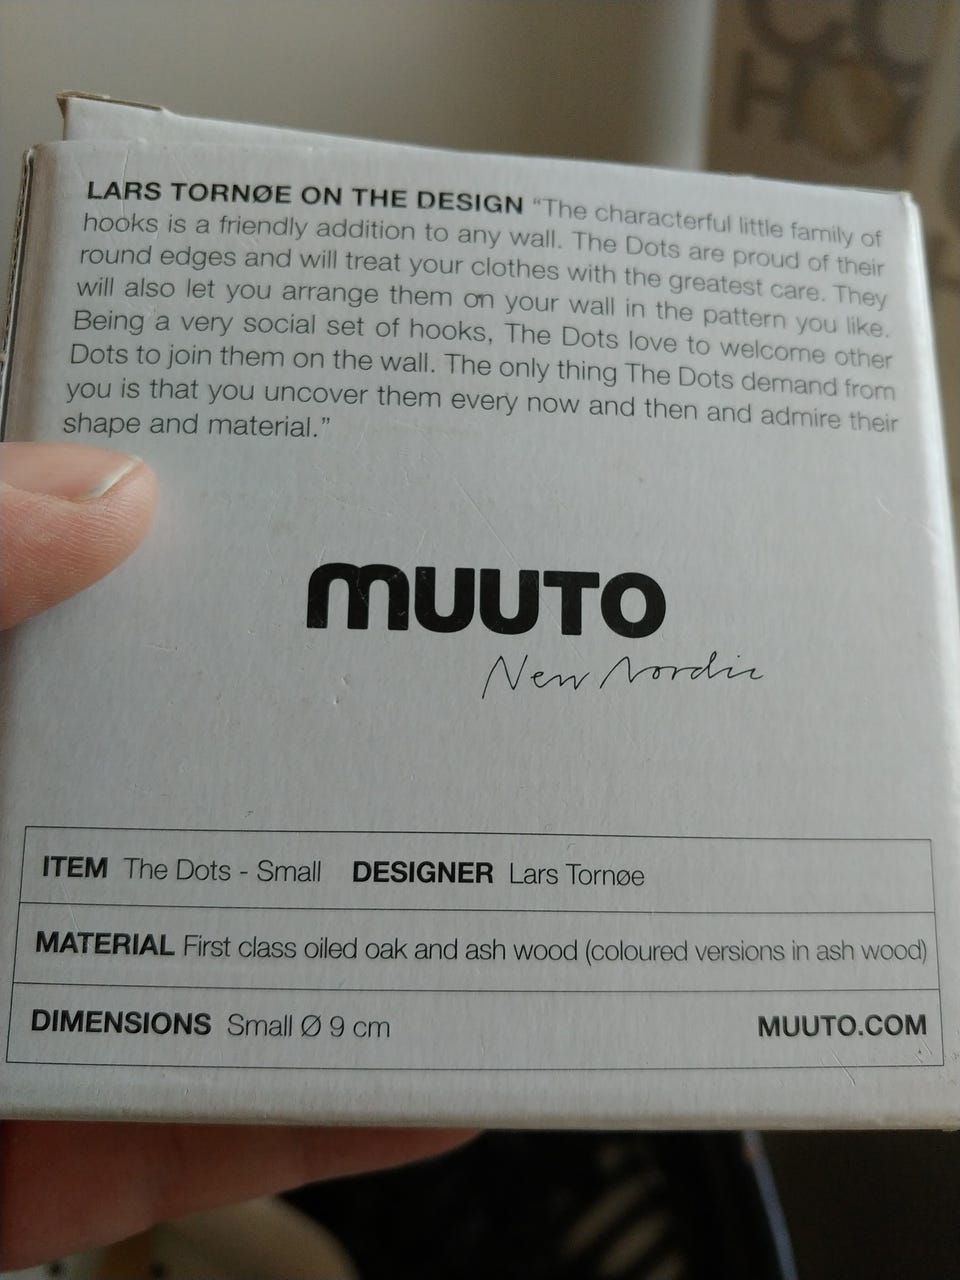 LARS TORNØE ON THE DESIGN “The characterful little family of
hooks is a friendly addition to any wall. The Dots are proud of their
round edges and will treat your clothes with the greatest care. They
will also let you arrange them on your wall in the pattern you like.
Being a very social set of hooks, The Dots love to welcome other
Dots to join them on the wall. The only thing The Dots demand from
you is that you uncover them every now and then and admire their
shape and material.”
MUUTO
New Nordic
ITEM The Dots - Small DESIGNER Lars Tornøe
MATERIAL First class oiled oak and ash wood (coloured versions in ash wood)
DIMENSIONS Small Ø 9 cm MUUTO.COM